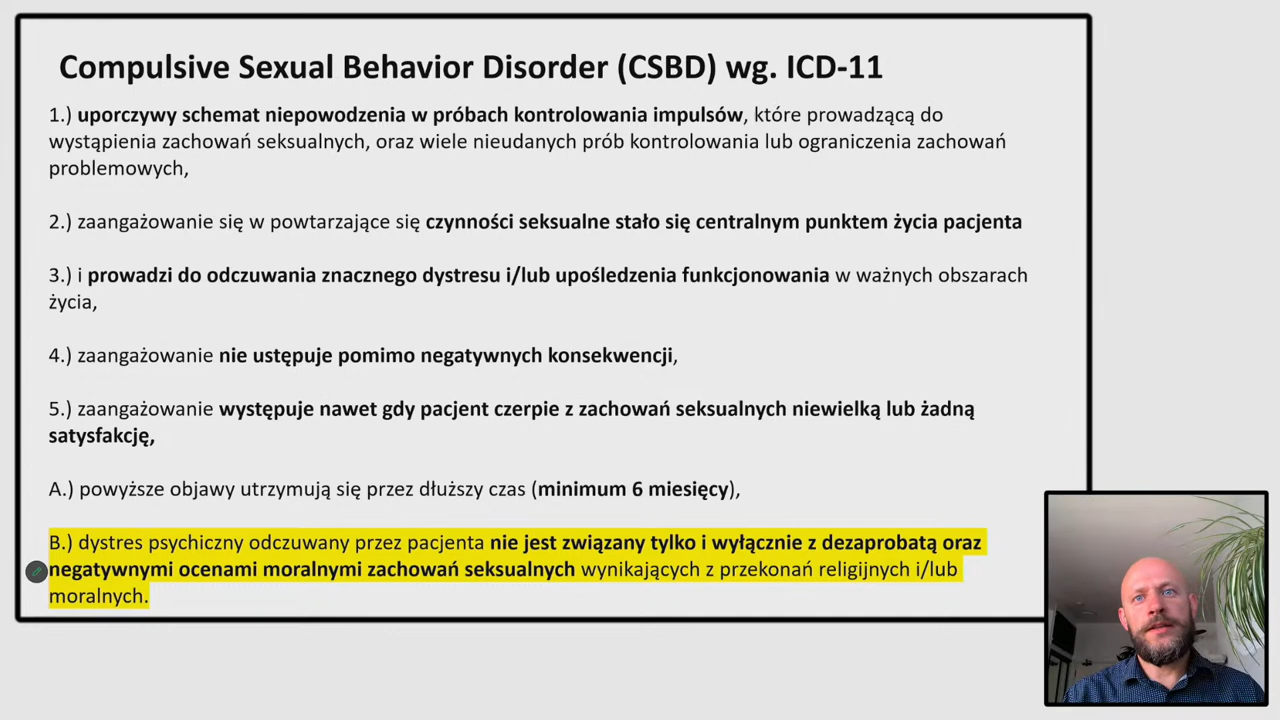 Compulsive Sexual Behavior Disorder (CSBD) wg. ICD-11
1.) uporczywy schemat niepowodzenia w próbach kontrolowania impulsów, które prowadzącą do
wystąpienia zachowań seksualnych, oraz wiele nieudanych prób kontrolowania lub ograniczenia zachowań
problemowych,
2.) zaangażowanie się w powtarzające się czynności seksualne stało się centralnym punktem życia pacjenta
3.) i prowadzi do odczuwania znacznego dystresu i/lub upośledzenia funkcjonowania w ważnych obszarach
życia,
4.) zaangażowanie nie ustępuje pomimo negatywnych konsekwencji,
5.) zaangażowanie występuje nawet gdy pacjent czerpie z zachowań seksualnych niewielką lub żadną
satysfakcję,
A.) powyższe objawy utrzymują się przez dłuższy czas (minimum 6 miesięcy),
B.) dystres psychiczny odczuwany przez pacjenta nie jest związany tylko i wyłącznie z dezaprobatą oraz
negatywnymi ocenami moralnymi zachowań seksualnych wynikających z przekonań religijnych i/lub
moralnych.